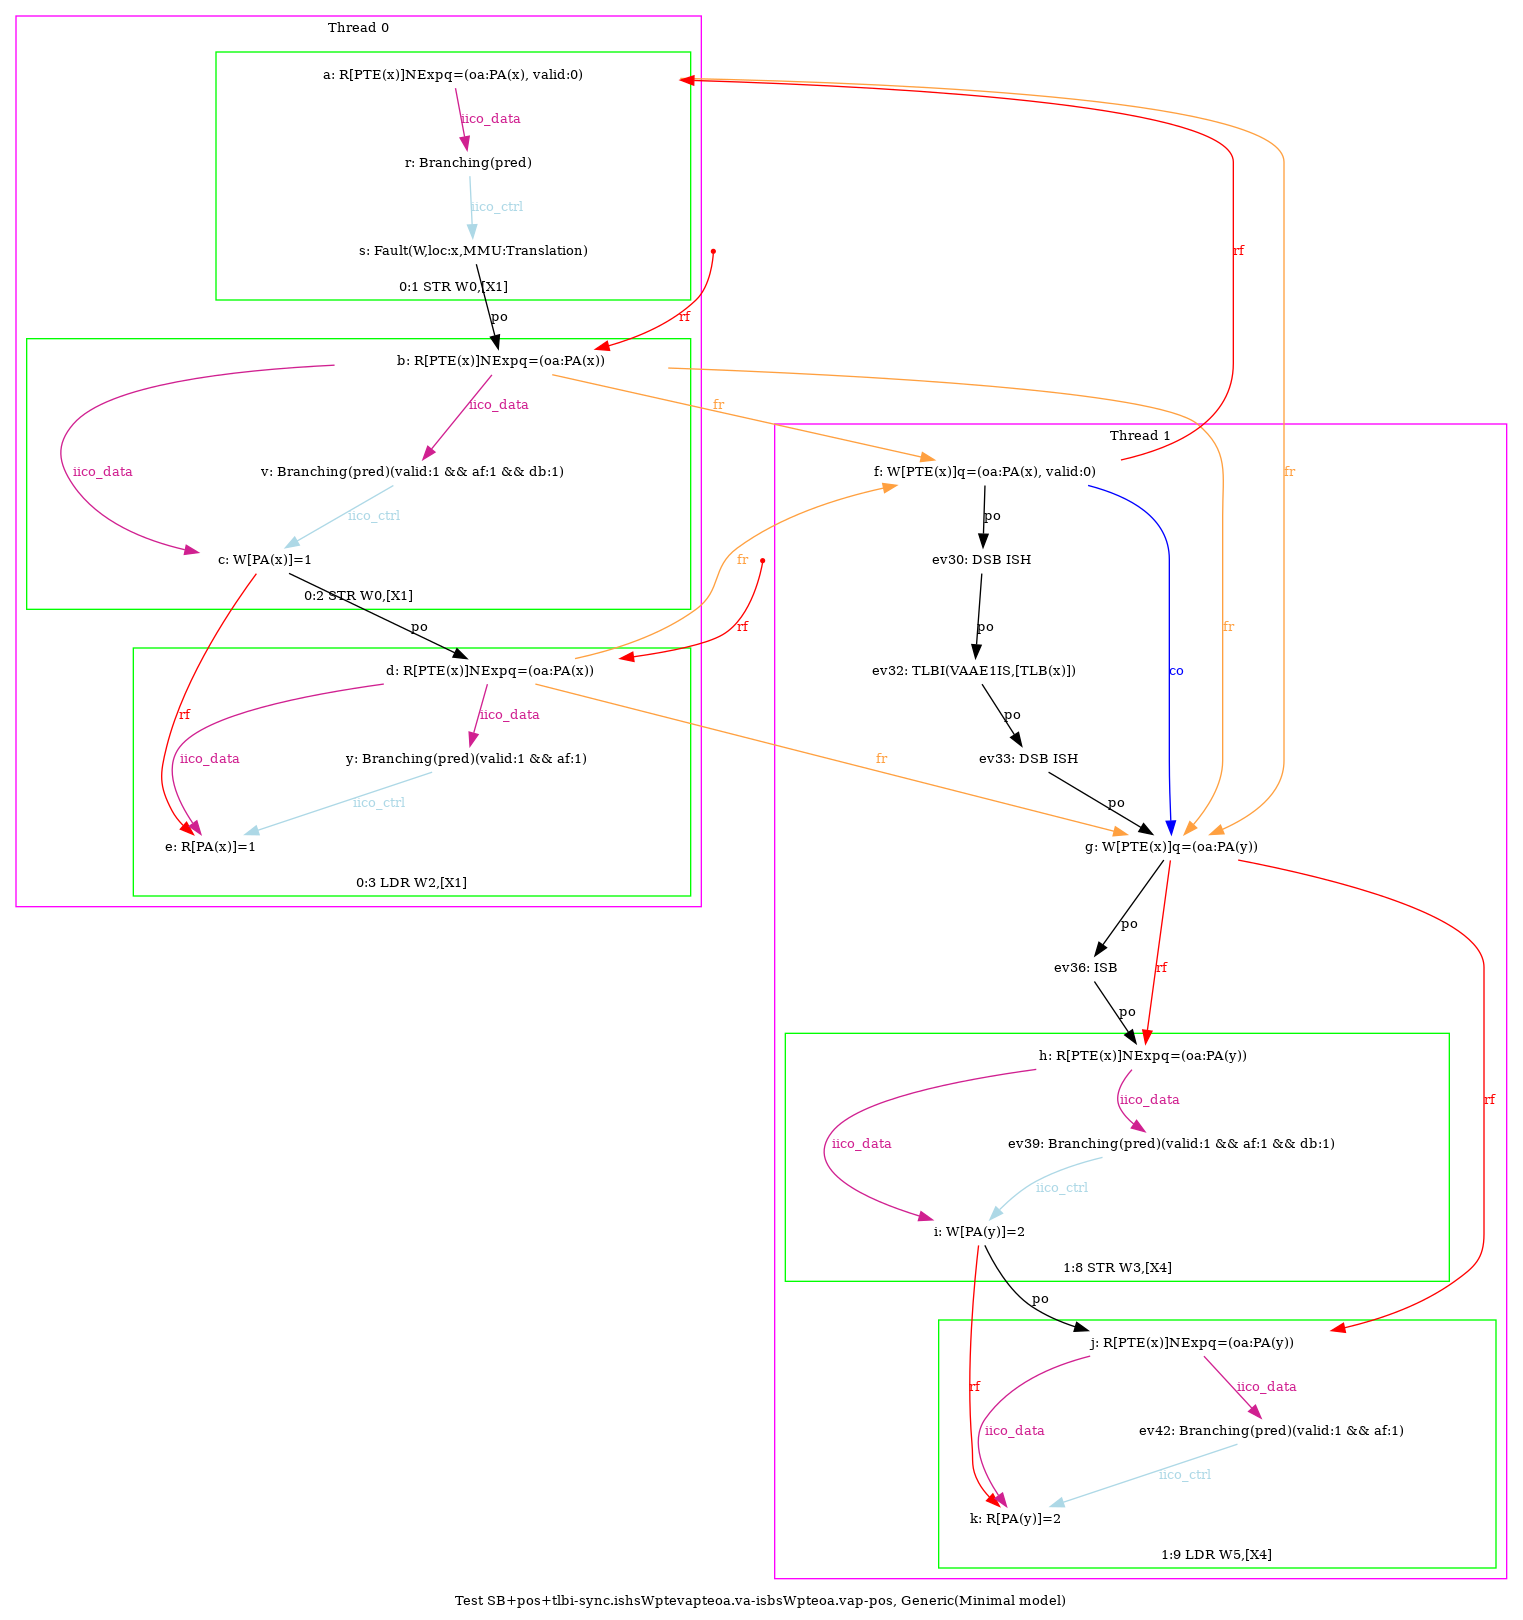 Thread 0
a: R[PTE(x)]NExpq=(oa:PA(x), valid:0)
iico_data
r: Branching(pred)
iico_ctrl
s: Fault(W,loc:x,MMU:Translation)
rf
0:1 STR W0,[X1]
po
rf
b: R[PTE(x)]NExpq=(oa:PA(x))
iico_data
fr
iico_data
v: Branching(pred)(valid:1 && af:1 && db:1)
iico_ctrl
c: W[PA(x)]=1
0:2 STR W0,[X1]
po
fr
rf
d: R[PTE(x)]NExpq=(oa:PA(x))
rf
iico_data
iico_data
fr
y: Branching(pred)(valid:1 && af:1)
iico_ctrl
e: R[PA(x)]=1
0:3 LDR W2,[X1]
Thread 1
f: W[PTE(x)]q=(oa:PA(x), valid:0)
fr
po
ev30: DSB ISH
po
fr
ev32: TLBI(VAAE1IS,[TLB(x)])
co
po
ev33: DSB ISH
po
g: W[PTE(x)]q=(oa:PA(y))
po
ev36: ISB
rf
po
h: R[PTE(x)]NExpq=(oa:PA(y))
iico_data
rf
iico_data
ev39: Branching(pred)(valid:1 && af:1 && db:1)
iico_ctrl
i: W[PA(y)]=2
1:8 STR W3,[X4]
po
j: R[PTE(x)]NExpq=(oa:PA(y))
rf
iico_data
iico_data
ev42: Branching(pred)(valid:1 && af:1)
iico_ctrl
k: R[PA(y)]=2
1:9 LDR W5,[X4]
Test SB+pos+tlbi-sync.ishsWptevapteoa.va-isbsWpteoa.vap-pos, Generic(Minimal model)